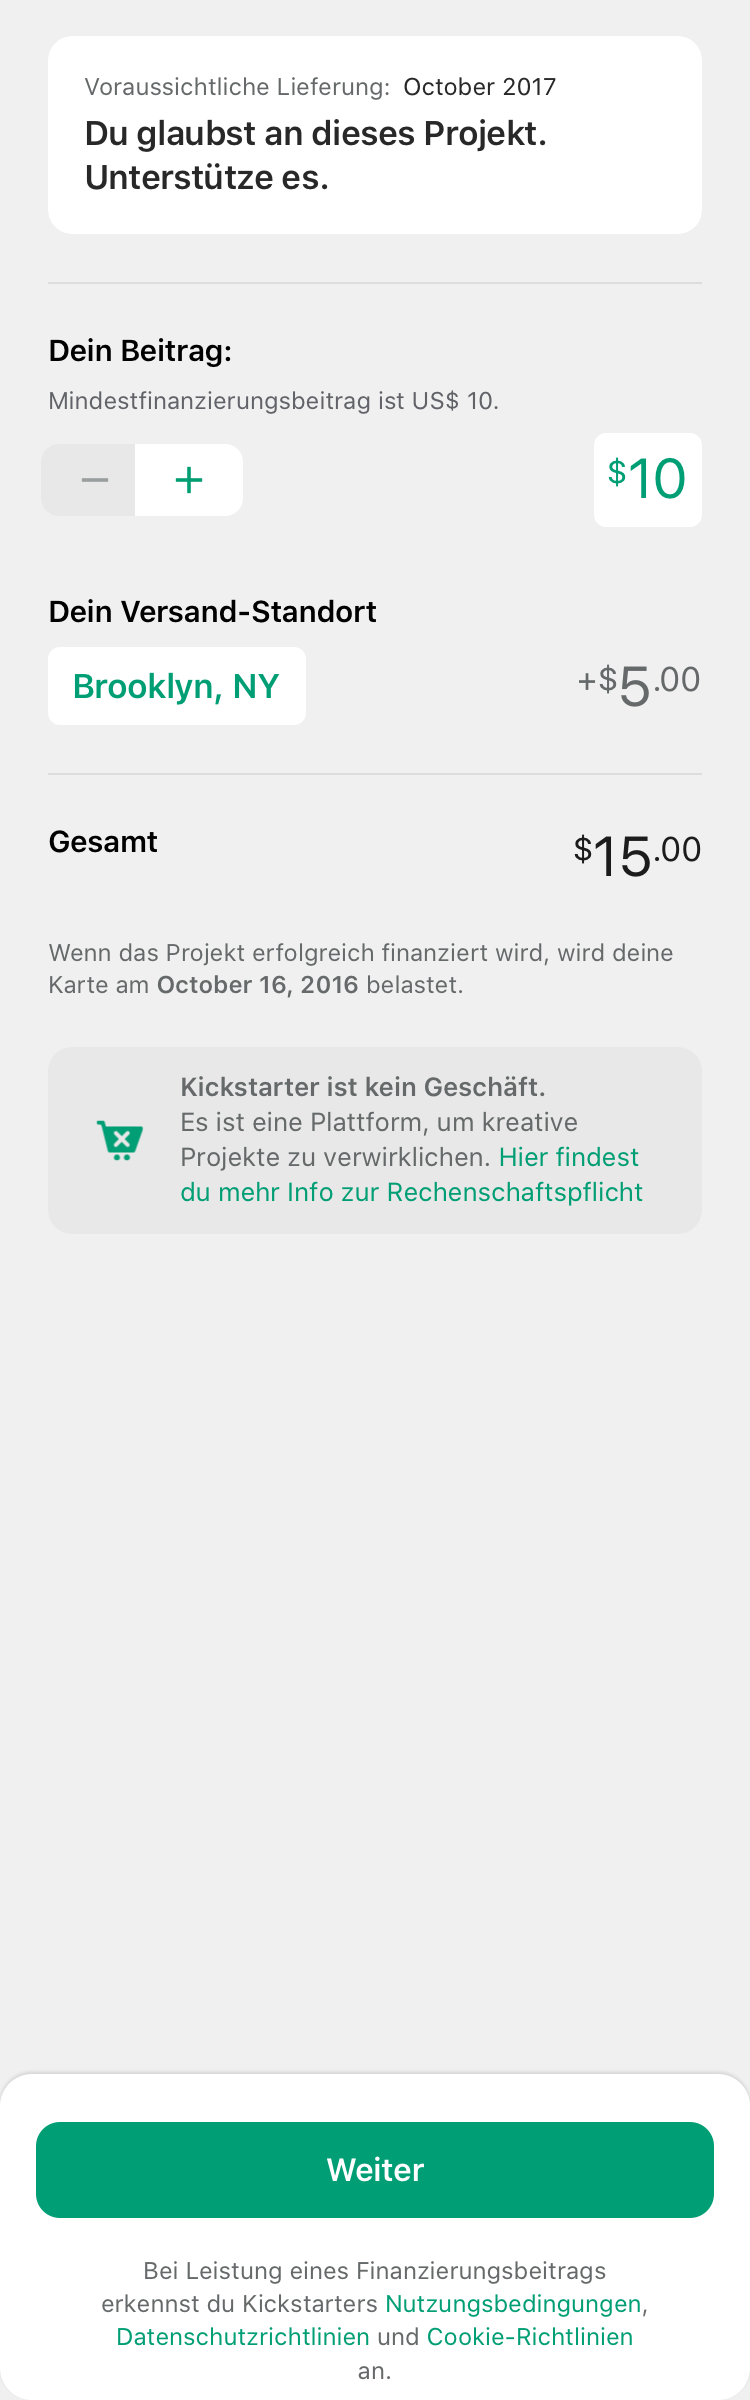 Voraussichtliche Lieferung: October 2017
Du glaubst an dieses Projekt.
Unterstütze es.
Dein Beitrag:
Mindestfinanzierungsbeitrag ist US$ 10.
− +
$10
Dein Versand-Standort
Brooklyn, NY
+$5.00
Gesamt
$15.00
Wenn das Projekt erfolgreich finanziert wird, wird deine
Karte am October 16, 2016 belastet.
Kickstarter ist kein Geschäft.
Es ist eine Plattform, um kreative
Projekte zu verwirklichen. Hier findest
du mehr Info zur Rechenschaftspflicht
Weiter
Bei Leistung eines Finanzierungsbeitrags
erkennst du Kickstarters Nutzungsbedingungen,
Datenschutzrichtlinien und Cookie-Richtlinien
an.